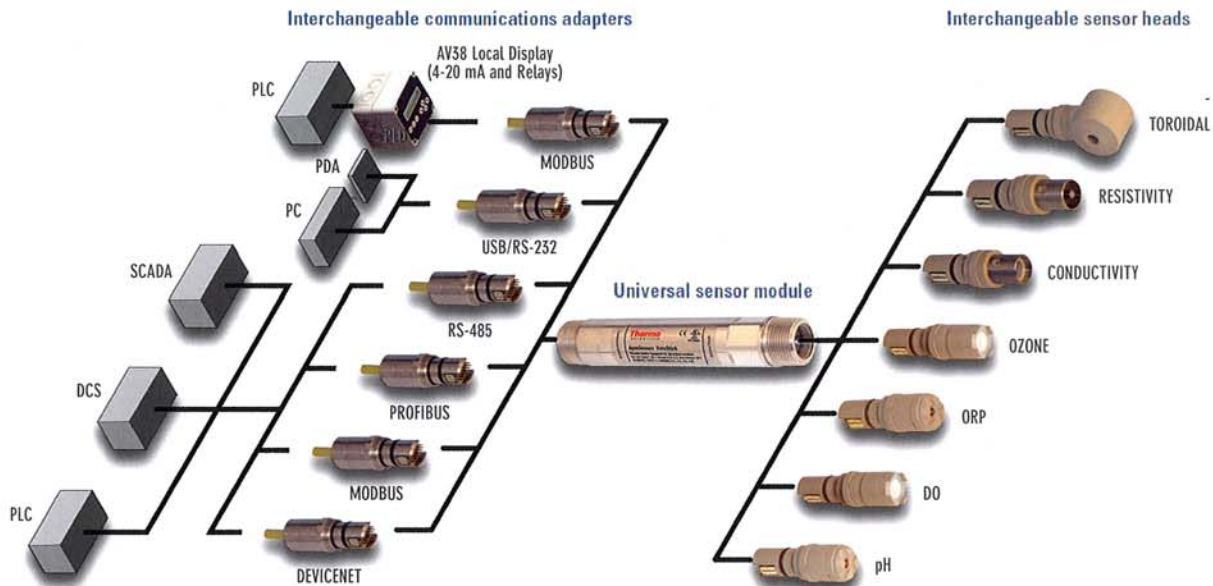 Interchangeable communications adapters
Interchangeable sensor heads
AV38 Local Display
(4-20 mA and Relays)
PLC
MODBUS
TOROIDAL
PDA
PC
USB/RS-232
RESISTIVITY
SCADA
RS-485
Universal sensor module
CONDUCTIVITY
Thermo
OZONE
DCS
PROFIBUS
ORP
MODBUS
DO
PLC
DEVICENET
pH